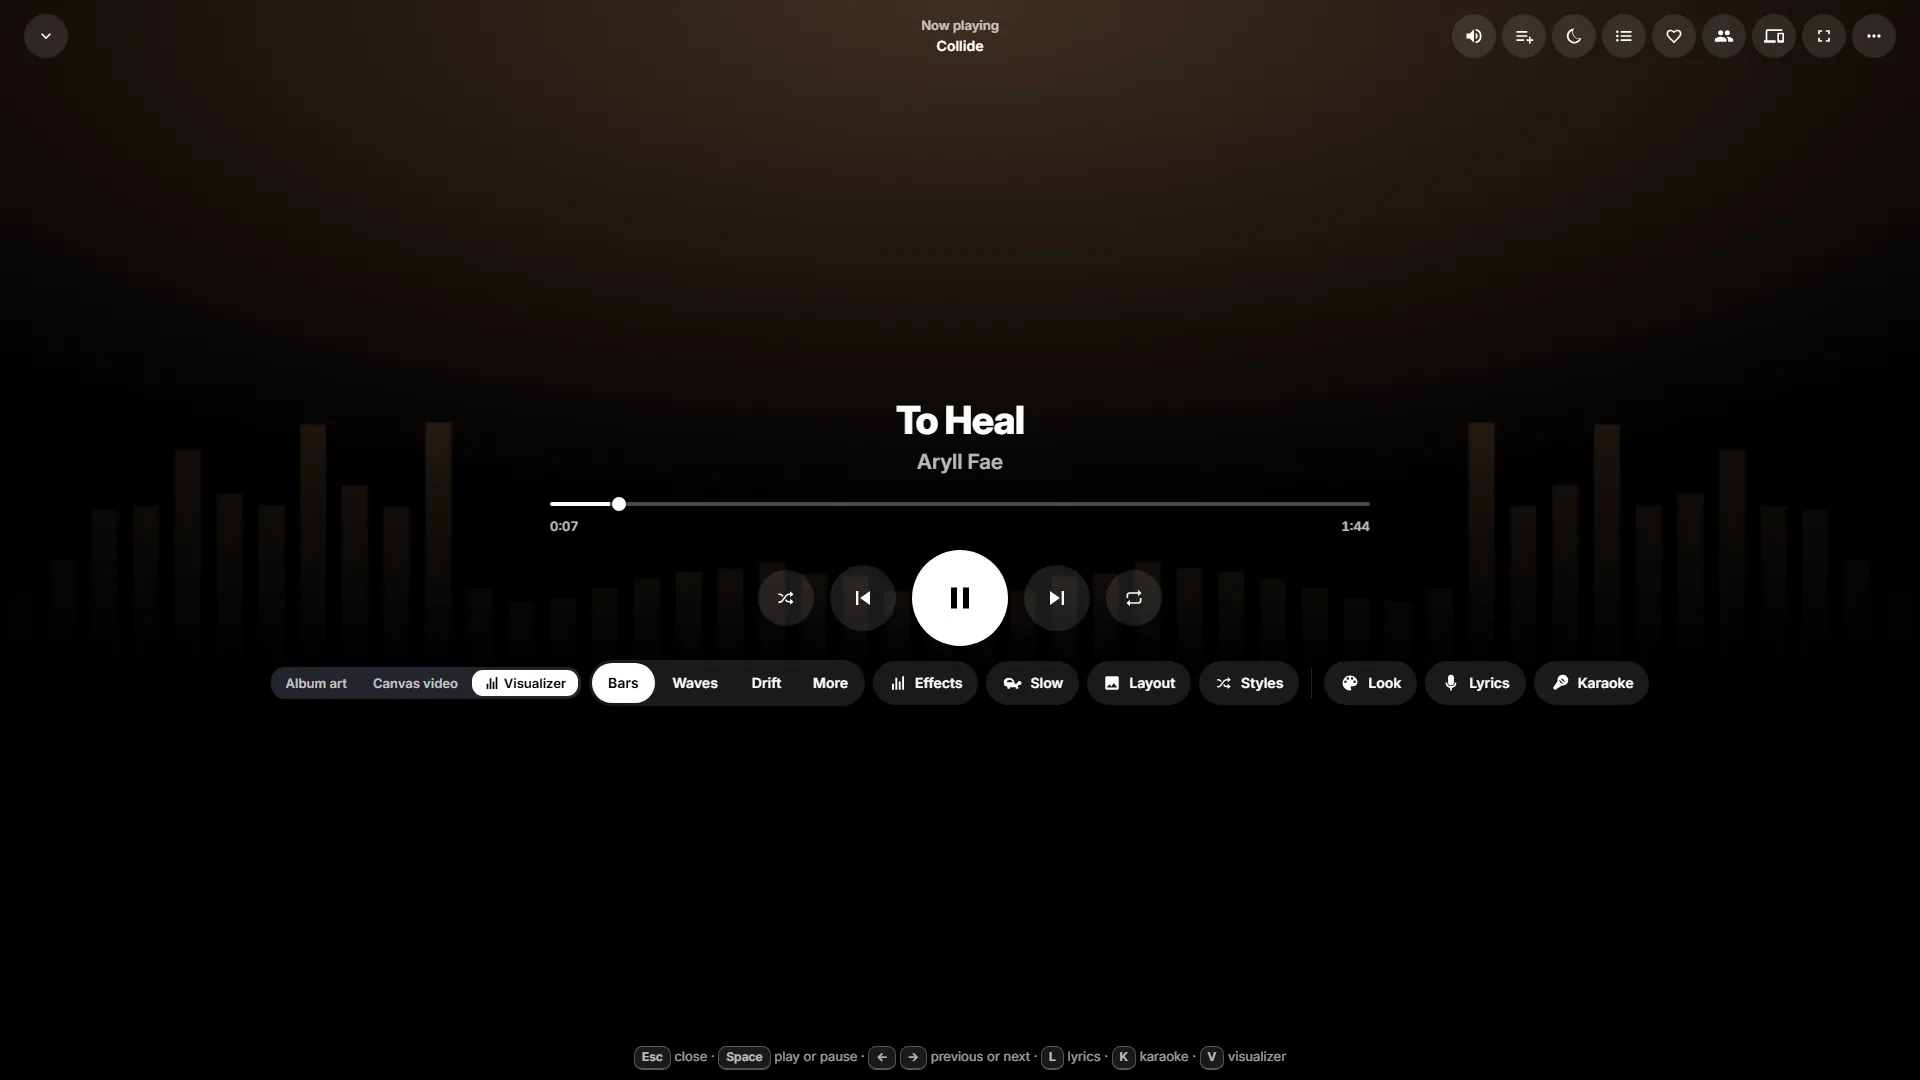 Now playing
Collide
To Heal
Aryll Fae
0:07 1:44
Album art Canvas video Visualizer Bars Waves Drift More Effects Slow Layout Styles Look Lyrics Karaoke
Esc close · Space play or pause · ← → previous or next · L lyrics · K karaoke · V visualizer